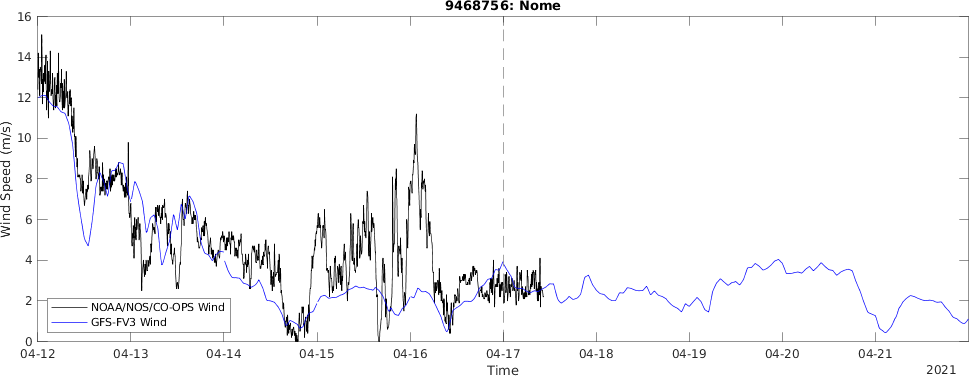 9468756: Nome
16
14
12
10
8
6
4
2
0
Wind Speed (m/s)
NOAA/NOS/CO-OPS Wind
GFS-FV3 Wind
04-12 04-13 04-14 04-15 04-16 04-17 04-18 04-19 04-20 04-21
Time
2021